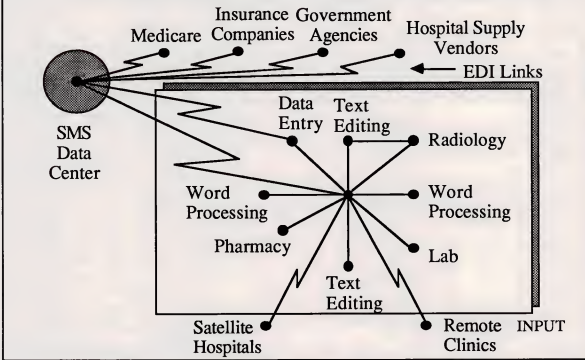 Medicare
Insurance
Companies
Government
Agencies
Hospital Supply
Vendors
EDI Links
SMS
Data
Center
Data
Entry
Text
Editing
Radiology
Word
Processing
Word
Processing
Pharmacy
Lab
Text
Editing
Satellite
Hospitals
Remote
Clinics
INPUT